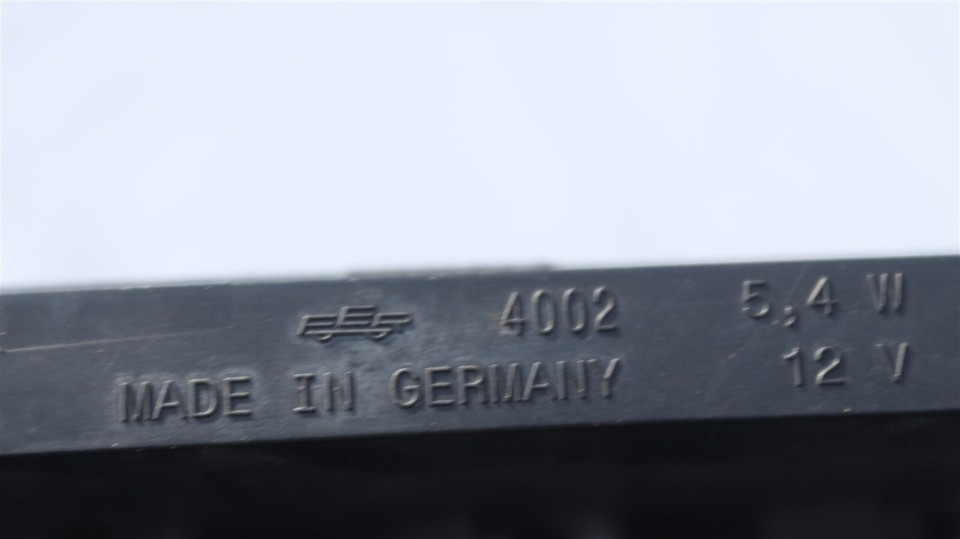 4002 5,4 W
MADE IN GERMANY 12 V